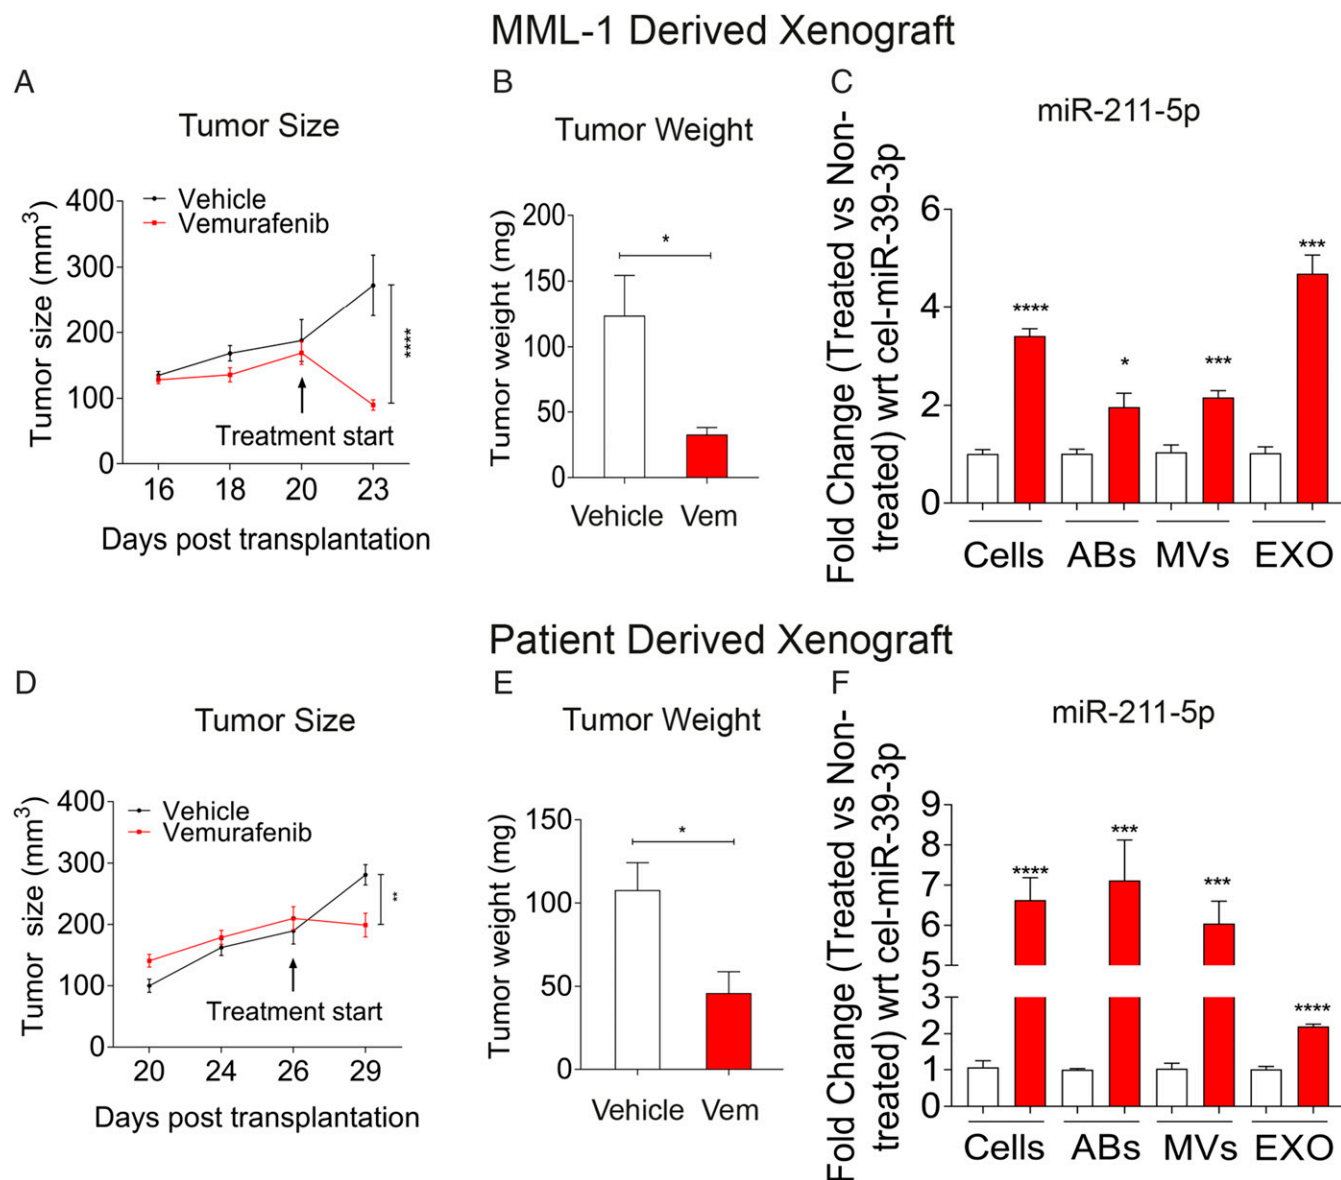 MML-1 Derived Xenograft
A
Tumor Size
Vehicle
Vemurafenib
Tumor size (mm³)
400
300
200
100
0
****
Treatment start
16 18 20 23
Days post transplantation
B
Tumor Weight
Tumor weight (mg)
200
150
100
50
0
*
Vehicle Vem
C
miR-211-5p
Fold Change (Treated vs Non-
treated) wrt cel-miR-39-3p
6
4
2
0
****
*
***
***
Cells ABs MVs EXO
Patient Derived Xenograft
D
Tumor Size
Vehicle
Vemurafenib
Tumor size (mm³)
400
300
200
100
0
**
Treatment start
20 24 26 29
Days post transplantation
E
Tumor Weight
Tumor weight (mg)
150
100
50
0
*
Vehicle Vem
F
miR-211-5p
Fold Change (Treated vs Non-
treated) wrt cel-miR-39-3p
9
8
7
6
5
3
2
1
0
****
***
***
****
Cells ABs MVs EXO